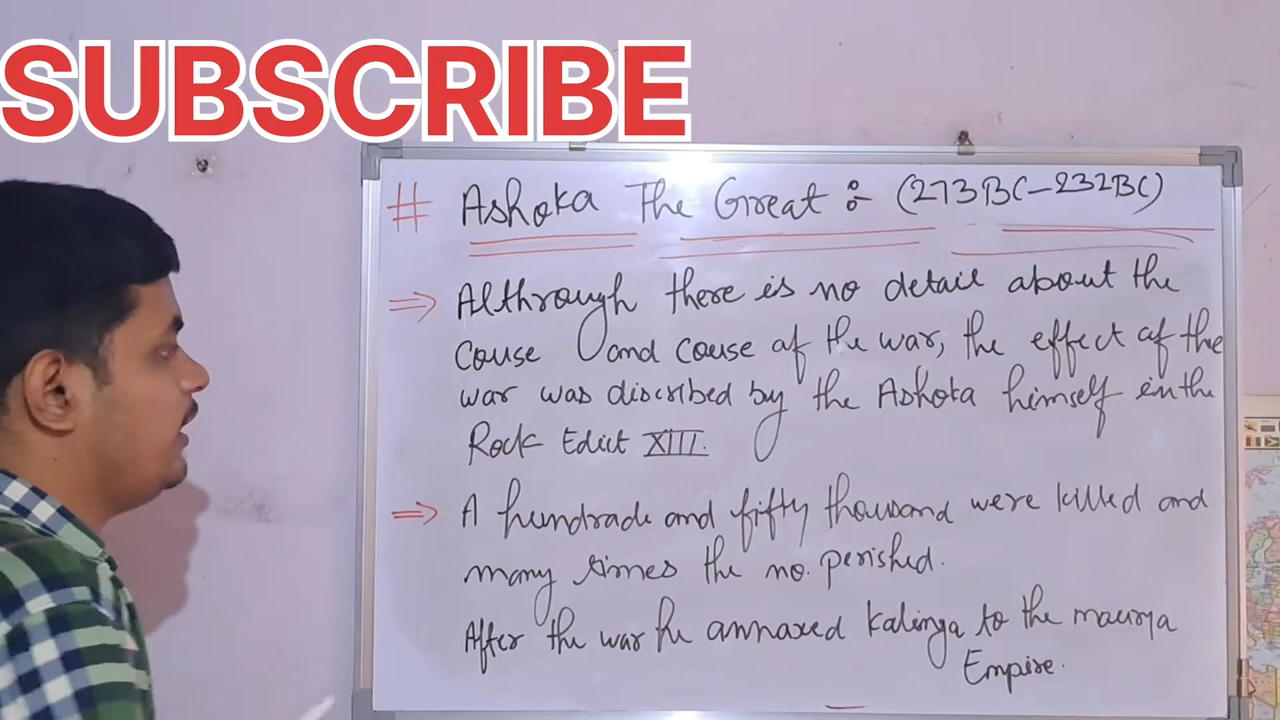 SUBSCRIBE
# Ashoka The Great :- (273BC-232BC)
⇒ Althrough there is no detail about the
couse and couse of the war, the effect of the
war was discribed by the Ashoka himself in the
Rock Edict XIII.
⇒ A hundrade and fifty thousand were killed and
many times the no. perished.
After the war he annaxed Kalinga to the maurya
Empire.